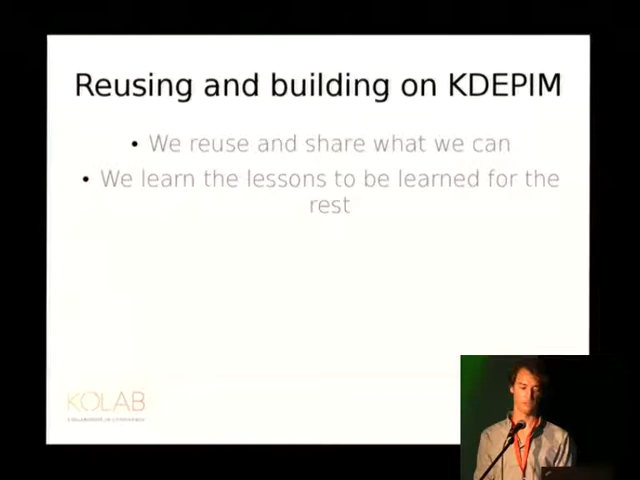 Reusing and building on KDEPIM
• We reuse and share what we can
• We learn the lessons to be learned for the
rest
KOLAB